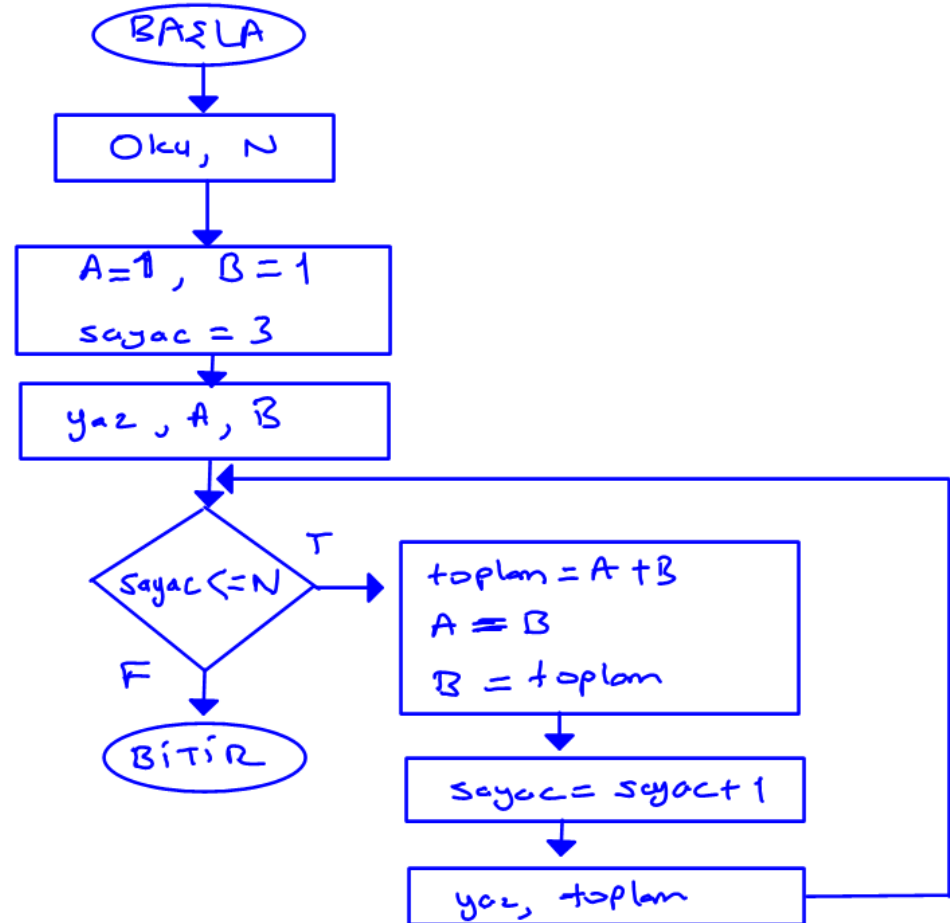 BAŞLA
Oku, N
A=1, B=1
sayac = 3
yaz, A, B
sayac<=N
T
toplam = A+B
A = B
B = toplam
F
BİTİR
sayac = sayac+1
yaz, toplam